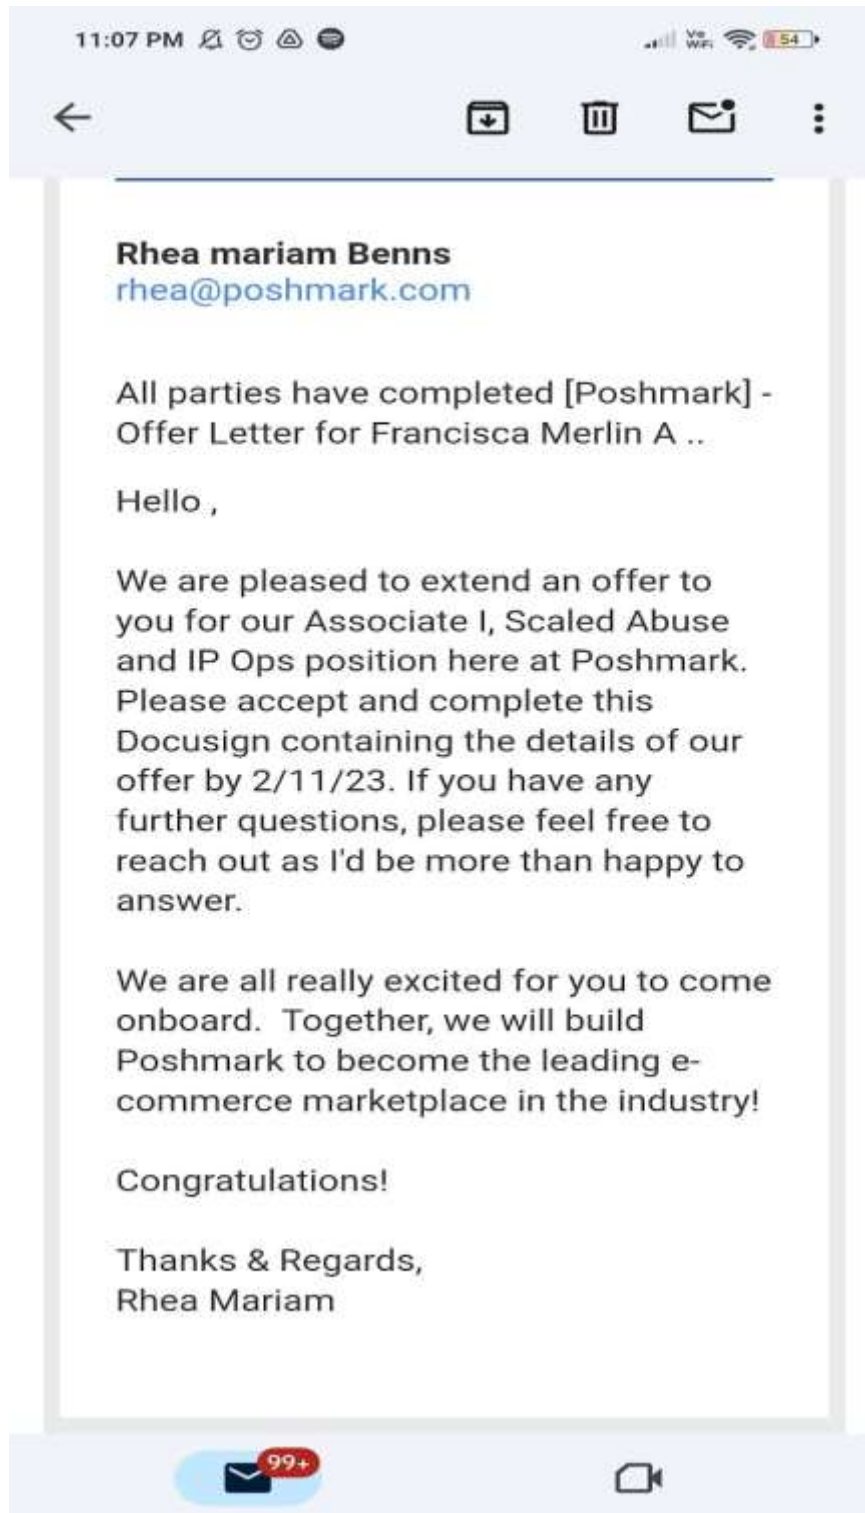 11:07 PM
Vo
WiFi
54
Rhea mariam Benns
rhea@poshmark.com
All parties have completed [Poshmark] -
Offer Letter for Francisca Merlin A ..
Hello ,
We are pleased to extend an offer to
you for our Associate I, Scaled Abuse
and IP Ops position here at Poshmark.
Please accept and complete this
Docusign containing the details of our
offer by 2/11/23. If you have any
further questions, please feel free to
reach out as I'd be more than happy to
answer.
We are all really excited for you to come
onboard.  Together, we will build
Poshmark to become the leading e-
commerce marketplace in the industry!
Congratulations!
Thanks & Regards,
Rhea Mariam
99+